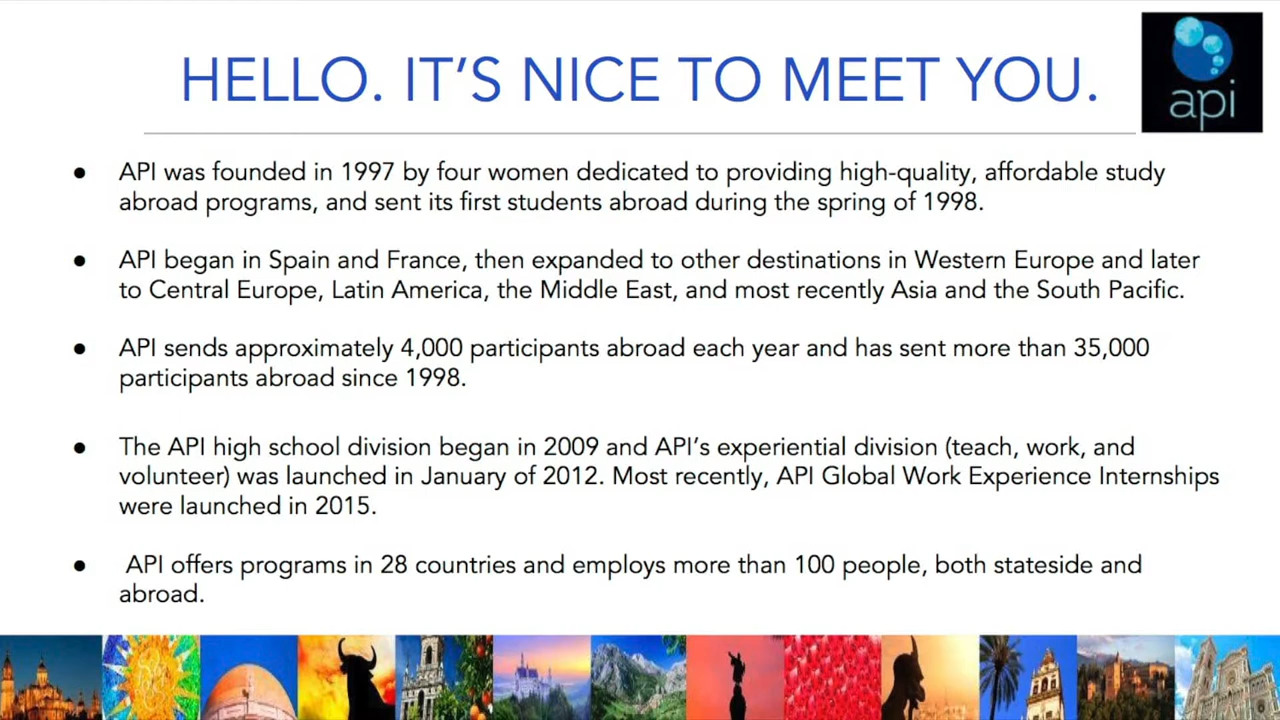 HELLO. IT'S NICE TO MEET YOU.
api
● API was founded in 1997 by four women dedicated to providing high-quality, affordable study
abroad programs, and sent its first students abroad during the spring of 1998.
● API began in Spain and France, then expanded to other destinations in Western Europe and later
to Central Europe, Latin America, the Middle East, and most recently Asia and the South Pacific.
● API sends approximately 4,000 participants abroad each year and has sent more than 35,000
participants abroad since 1998.
● The API high school division began in 2009 and API's experiential division (teach, work, and
volunteer) was launched in January of 2012. Most recently, API Global Work Experience Internships
were launched in 2015.
● API offers programs in 28 countries and employs more than 100 people, both stateside and
abroad.